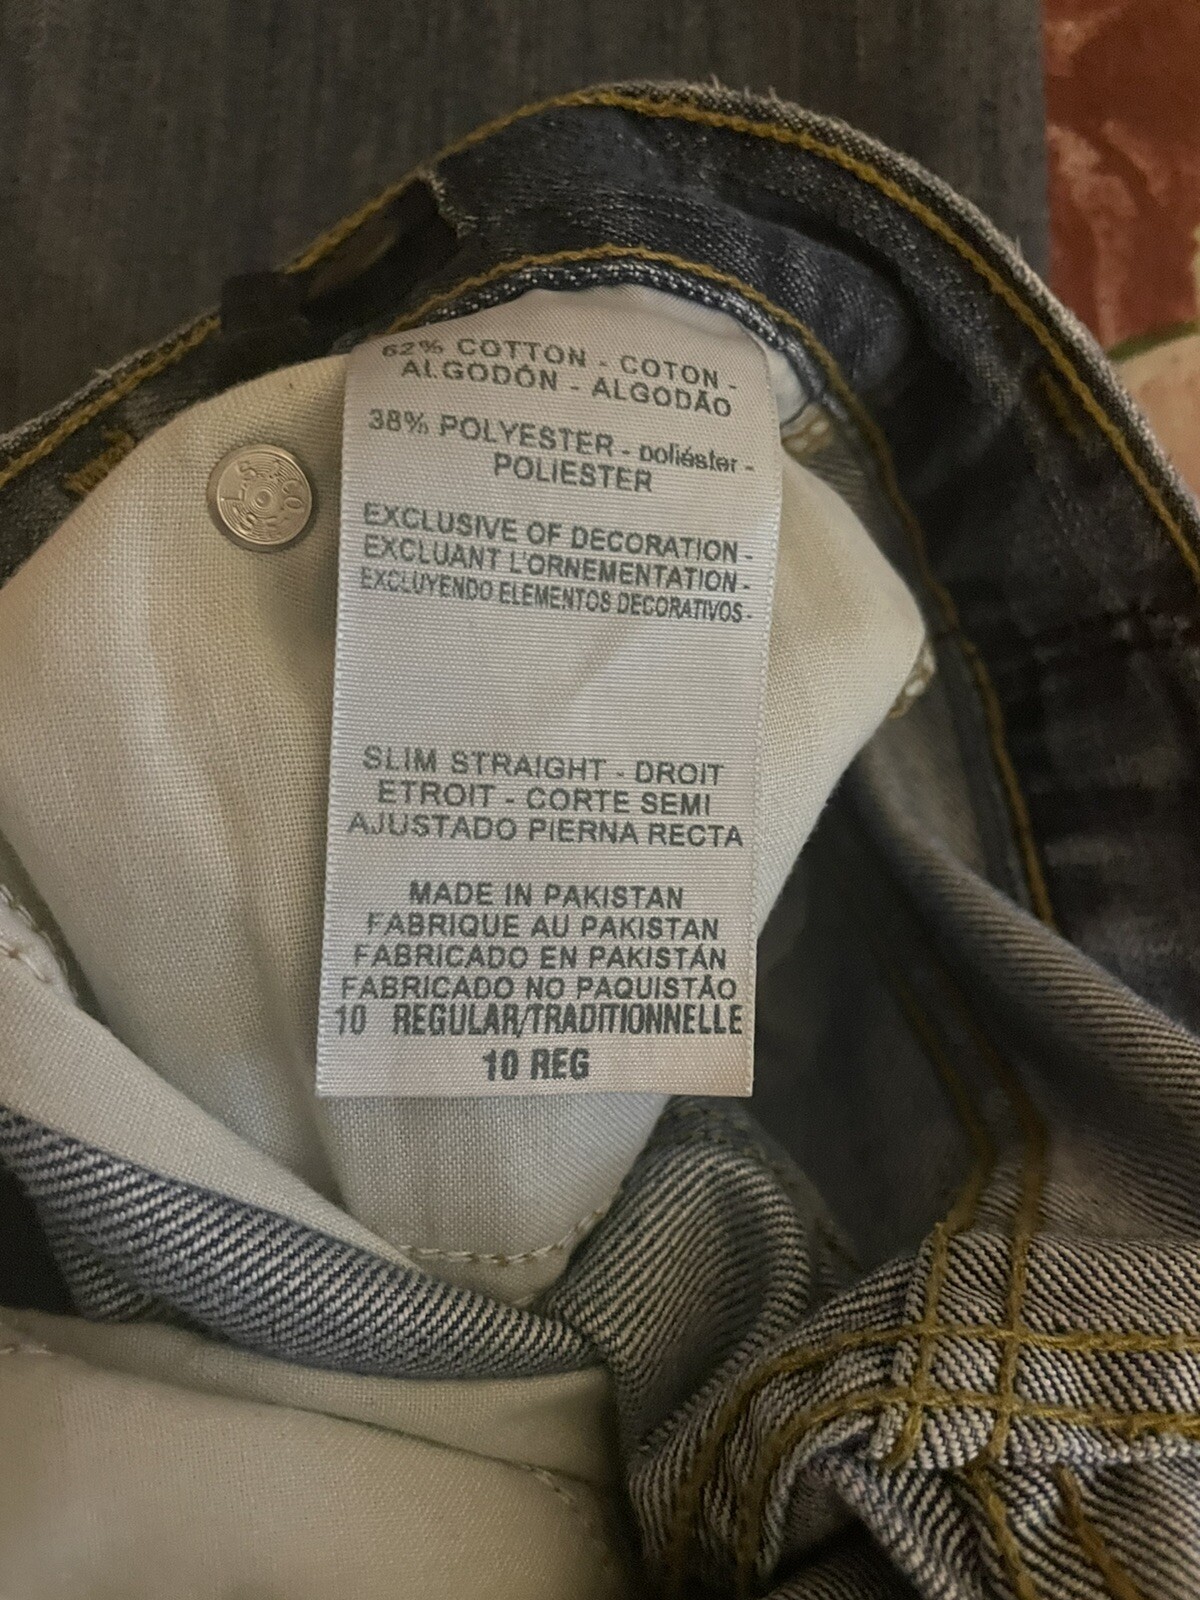 62% COTTON - COTON -
ALGODÓN - ALGODÃO
38% POLYESTER - poliéster -
POLIESTER
EXCLUSIVE OF DECORATION -
EXCLUANT L'ORNEMENTATION -
EXCLUYENDO ELEMENTOS DECORATIVOS -
SLIM STRAIGHT - DROIT
ETROIT - CORTE SEMI
AJUSTADO PIERNA RECTA
MADE IN PAKISTAN
FABRIQUE AU PAKISTAN
FABRICADO EN PAKISTÁN
FABRICADO NO PAQUISTÃO
10 REGULAR/TRADITIONNELLE
10 REG